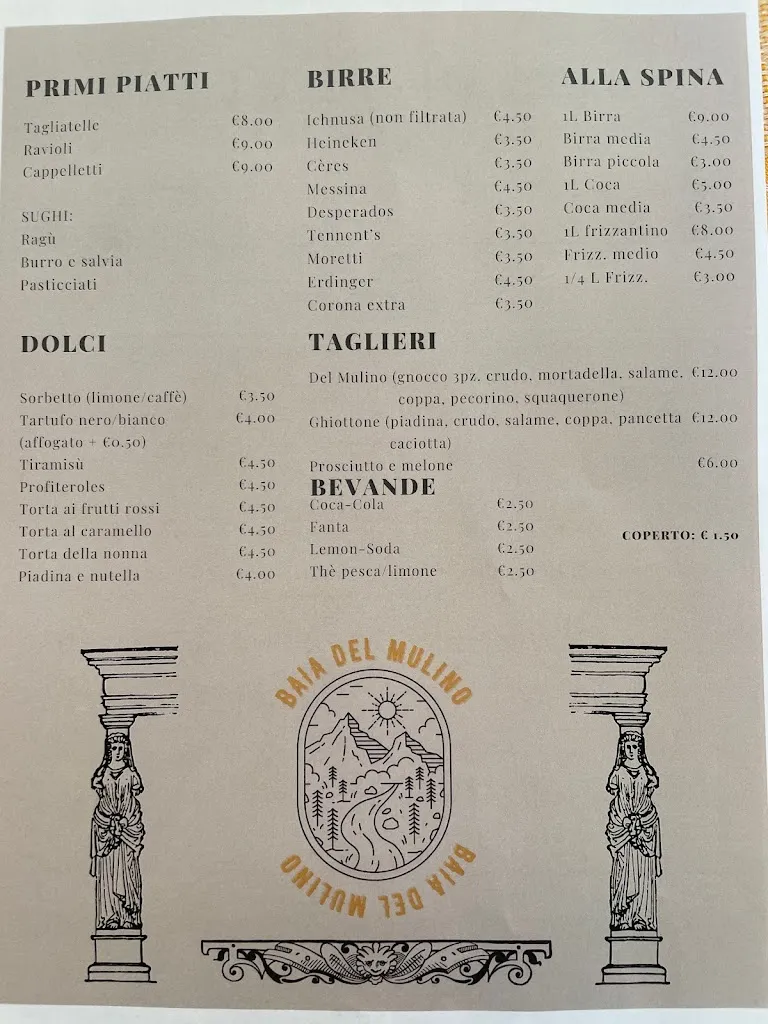 PRIMI PIATTI
Tagliatelle €8.00
Ravioli €9.00
Cappelletti €9.00
SUGHI:
Ragù
Burro e salvia
Pasticciati
DOLCI
Sorbetto (limone/caffè) €3.50
Tartufo nero/bianco €4.00
(affogato + €0.50)
Tiramisù €4.50
Profiteroles €4.50
Torta ai frutti rossi €4.50
Torta al caramello €4.50
Torta della nonna €4.50
Piadina e nutella €4.00
BIRRE
Ichnusa (non filtrata) €4.50
Heineken €3.50
Cères €3.50
Messina €4.50
Desperados €3.50
Tennent's €3.50
Moretti €3.50
Erdinger €4.50
Corona extra €3.50
ALLA SPINA
1L Birra €9.00
Birra media €4.50
Birra piccola €3.00
1L Coca €5.00
Coca media €3.50
1L frizzantino €8.00
Frizz. medio €4.50
1/4 L Frizz. €3.00
TAGLIERI
Del Mulino (gnocco 3pz. crudo, mortadella, salame, €12.00
coppa, pecorino, squaquerone)
Ghiottone (piadina, crudo, salame, coppa, pancetta €12.00
caciotta)
Prosciutto e melone €6.00
BEVANDE
Coca-Cola €2.50
Fanta €2.50
Lemon-Soda €2.50
Thè pesca/limone €2.50
COPERTO: € 1.50
BAIA DEL MULINO
BAIA DEL MULINO